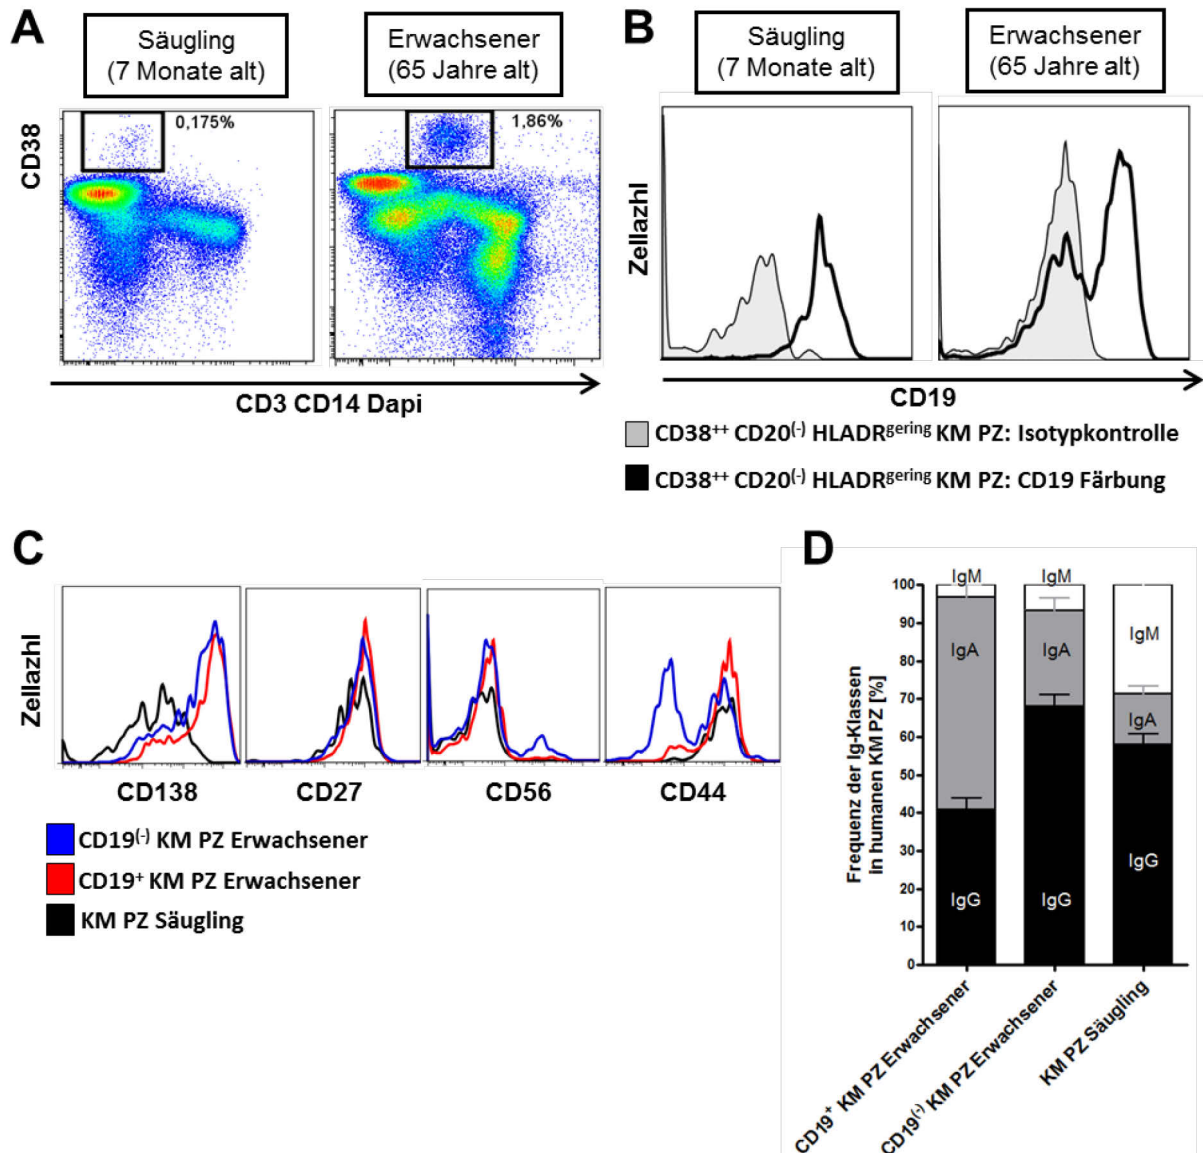 A
Säugling
(7 Monate alt)
Erwachsener
(65 Jahre alt)
0,175%
1,86%
CD38
CD3 CD14 Dapi
B
Säugling
(7 Monate alt)
Erwachsener
(65 Jahre alt)
Zellazhl
CD19
CD38++ CD20(-) HLADRgering KM PZ: Isotypkontrolle
CD38++ CD20(-) HLADRgering KM PZ: CD19 Färbung
C
Zellazhl
CD138
CD27
CD56
CD44
CD19(-) KM PZ Erwachsener
CD19+ KM PZ Erwachsener
KM PZ Säugling
D
Frequenz der Ig-Klassen
in humanen KM PZ [%]
100
90
80
70
60
50
40
30
20
10
0
IgM
IgA
IgG
IgM
IgA
IgG
IgM
IgA
IgG
CD19+ KM PZ Erwachsener
CD19(-) KM PZ Erwachsener
KM PZ Säugling